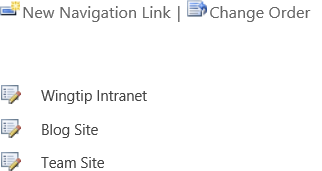 New Navigation Link | Change Order
Wingtip Intranet
Blog Site
Team Site